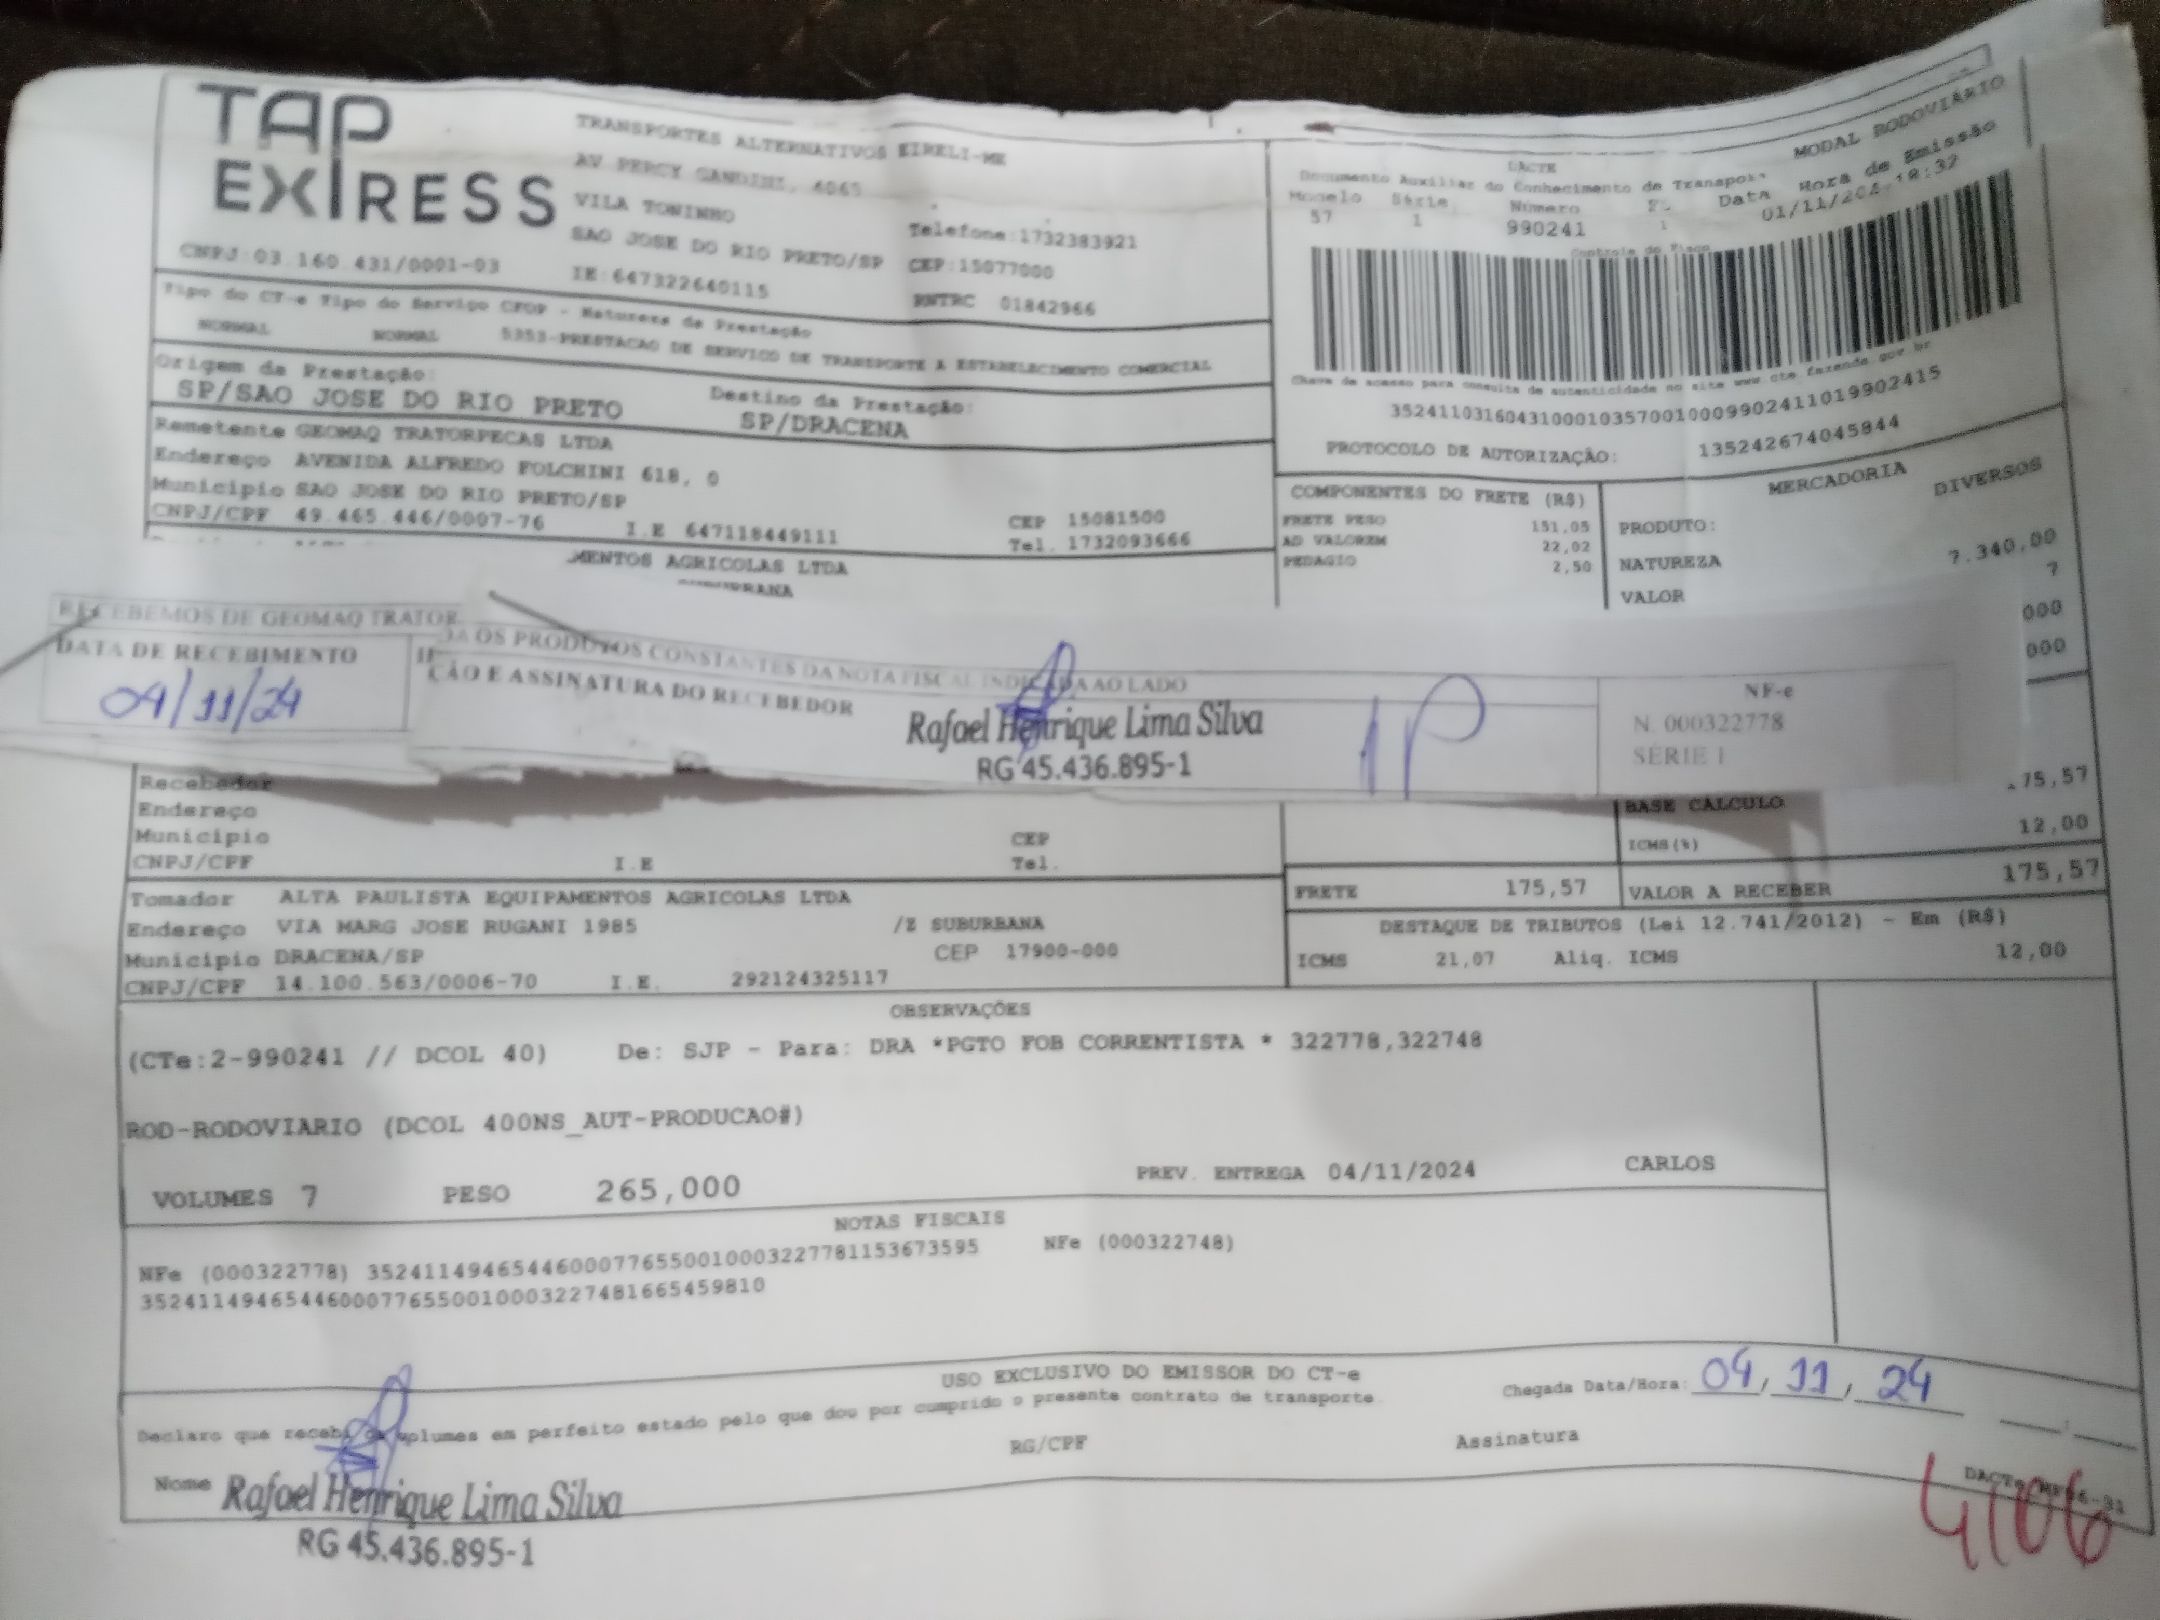 TAP
EXPRESS
TRANSPORTES ALTERNATIVOS EIRELI-ME
AV PERCY GANDINI, 4065
VILA TONINHO
SAO JOSE DO RIO PRETO/SP
IE:647322640115
Telefone:1732383921
CEP:15077000
RNTRC 01842966
CNPJ:03.160.431/0001-03
Tipo do CT-e Tipo do Serviço CFOP - Natureza da Prestação
NORMAL NORMAL 5353-PRESTACAO DE SERVICO DE TRANSPORTE A ESTABELECIMENTO COMERCIAL
Origem da Prestação:
SP/SAO JOSE DO RIO PRETO
Destino da Prestação:
SP/DRACENA
Remetente GEOMAQ TRATORPECAS LTDA
Endereço AVENIDA ALFREDO FOLCHINI 618, 0
Municipio SAO JOSE DO RIO PRETO/SP
CNPJ/CPF 49.465.446/0007-76 I.E 647118449111
CEP 15081500
Tel. 1732093666
MENTOS AGRICOLAS LTDA
DACTE
MODAL RODOVIARIO
Documento Auxiliar do Conhecimento de Transporte
Modelo Série Número Data Hora de Emissão
57 1 990241 1
Controle do Fisco
Chave de acesso para consulta de autenticidade no site www.cte.fazenda.gov.br
35241103160431000103570010009902411019902415
PROTOCOLO DE AUTORIZAÇÃO: 135242674045844
COMPONENTES DO FRETE (R$)
FRETE PESO 151,05
AD VALOREM 22,02
PEDAGIO 2,50
MERCADORIA
PRODUTO: DIVERSOS
NATUREZA
VALOR 7.340,00
7
000
000
RECEBEMOS DE GEOMAQ TRATOR
DA OS PRODUTOS CONSTANTES DA NOTA FISCAL INDICADA AO LADO
DATA DE RECEBIMENTO
04/11/24
ÇÃO E ASSINATURA DO RECEBEDOR
Rafael Henrique Lima Silva
RG 45.436.895-1
1P
NF-e
N. 000322778
SÉRIE 1
Recebedor
Endereço
Municipio CEP
CNPJ/CPF I.E Tel.
BASE CALCULO 75,57
ICMS(%) 12,00
FRETE 175,57 VALOR A RECEBER 175,57
Tomador ALTA PAULISTA EQUIPAMENTOS AGRICOLAS LTDA
Endereço VIA MARG JOSE RUGANI 1985 /Z SUBURBANA
Municipio DRACENA/SP CEP 17900-000
CNPJ/CPF 14.100.563/0006-70 I.E. 292124325117
DESTAQUE DE TRIBUTOS (Lei 12.741/2012) - Em (R$)
ICMS 21,07 Aliq. ICMS 12,00
OBSERVAÇÕES
(CTe:2-990241 // DCOL 40) De: SJP - Para: DRA *PGTO FOB CORRENTISTA * 322778,322748
ROD-RODOVIARIO (DCOL 400NS_AUT-PRODUCAO#)
VOLUMES 7 PESO 265,000 PREV. ENTREGA 04/11/2024 CARLOS
NOTAS FISCAIS
NFe (000322778) 35241149465446000776550010003227781153673595 NFe (000322748)
35241149465446000776550010003227481665459810
USO EXCLUSIVO DO EMISSOR DO CT-e
Declaro que recebi os volumes em perfeito estado pelo que dou por cumprido o presente contrato de transporte
Chegada Data/Hora: 04, 11, 24
Nome Rafael Henrique Lima Silva
RG 45.436.895-1
RG/CPF
Assinatura
4106